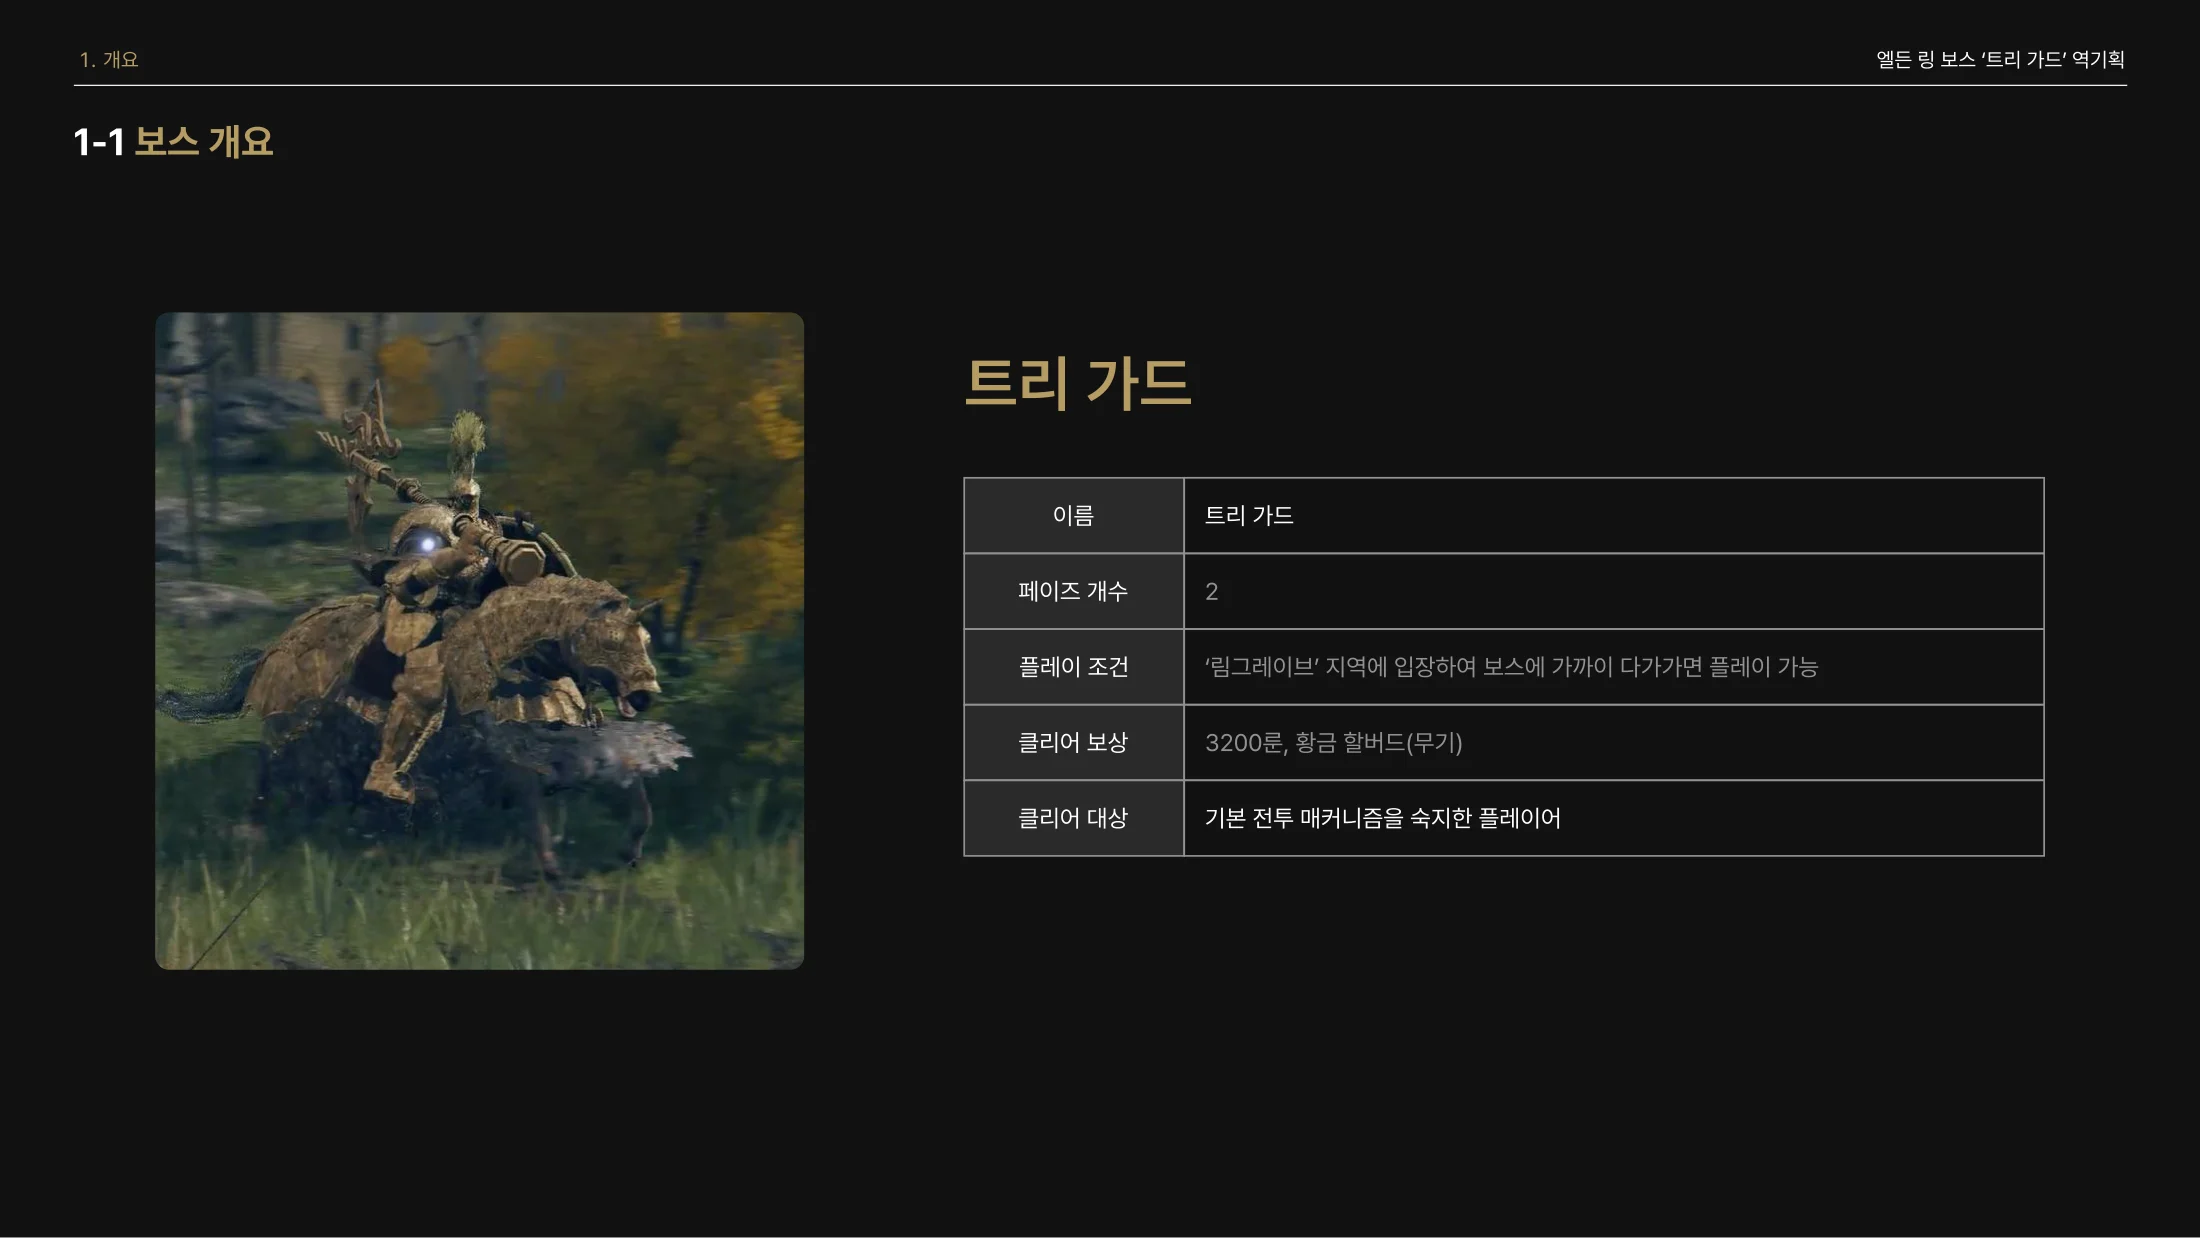 1. 개요
엘든 링 보스 ‘트리 가드’ 역기획
1-1 보스 개요
트리 가드
이름 트리 가드
페이즈 개수 2
플레이 조건 ‘림그레이브’ 지역에 입장하여 보스에 가까이 다가가면 플레이 가능
클리어 보상 3200룬, 황금 할버드(무기)
클리어 대상 기본 전투 매커니즘을 숙지한 플레이어